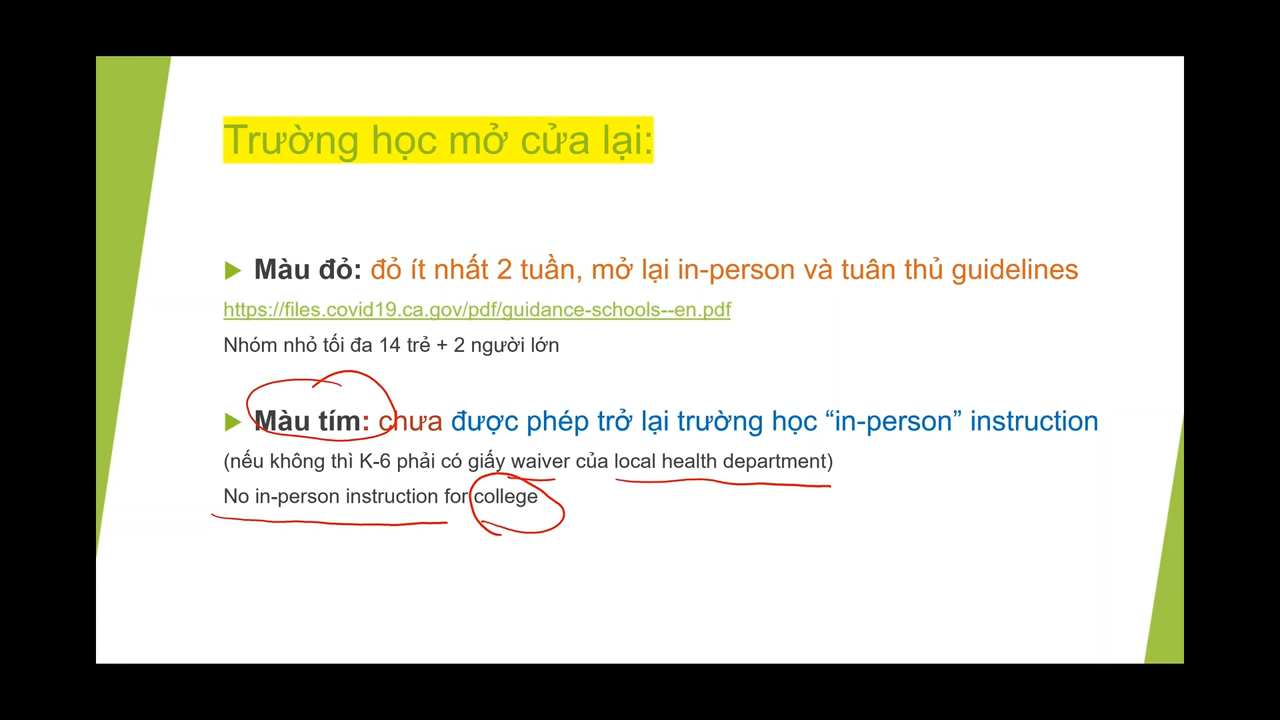 Trường học mở cửa lại:
Màu đỏ: đỏ ít nhất 2 tuần, mở lại in-person và tuân thủ guidelines
https://files.covid19.ca.gov/pdf/guidance-schools--en.pdf
Nhóm nhỏ tối đa 14 trẻ + 2 người lớn
Màu tím: chưa được phép trở lại trường học “in-person” instruction
(nếu không thì K-6 phải có giấy waiver của local health department)
No in-person instruction for college